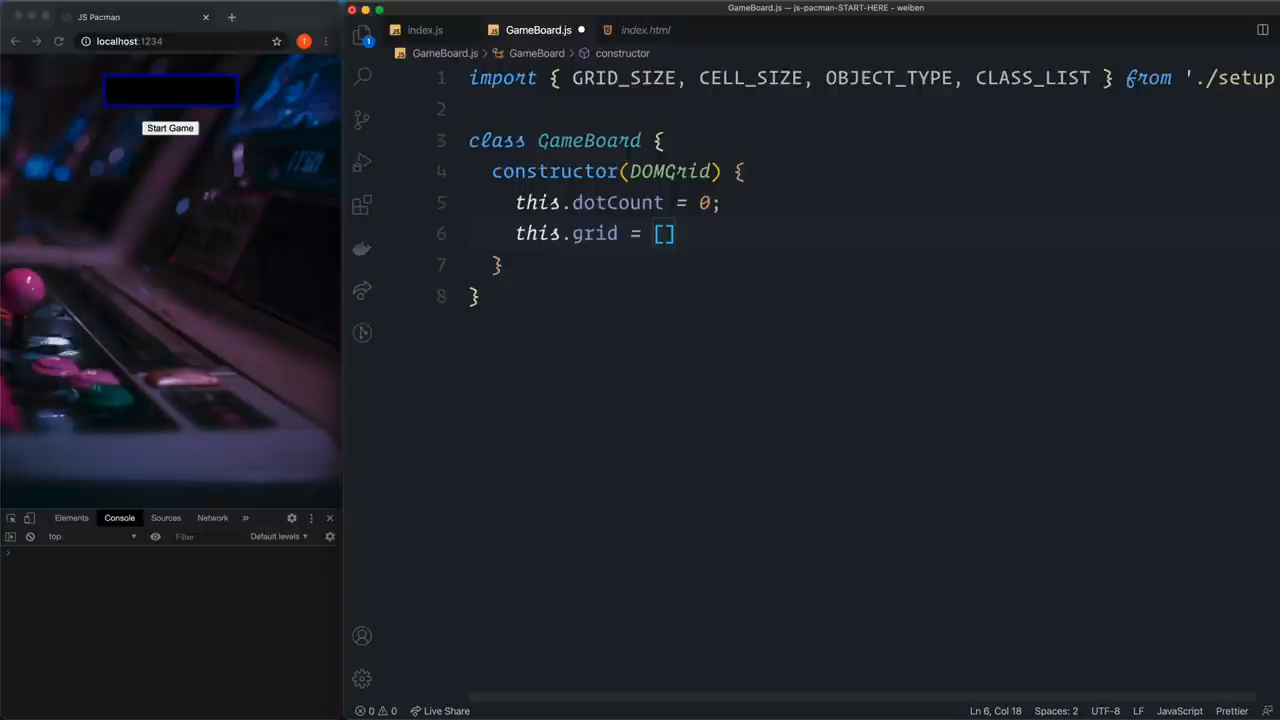 JS Pacman
localhost:1234
Start Game
Elements Console Sources Network »
top Filter Default levels
GameBoard.js — js-pacman-START-HERE - weiben
index.js GameBoard.js index.html
GameBoard.js > GameBoard > constructor
1 import { GRID_SIZE, CELL_SIZE, OBJECT_TYPE, CLASS_LIST } from './setup
2
3 class GameBoard {
4 constructor(DOMGrid) {
5 this.dotCount = 0;
6 this.grid = []
7 }
8 }
0 0 Live Share Ln 6, Col 18 Spaces: 2 UTF-8 LF JavaScript Prettier